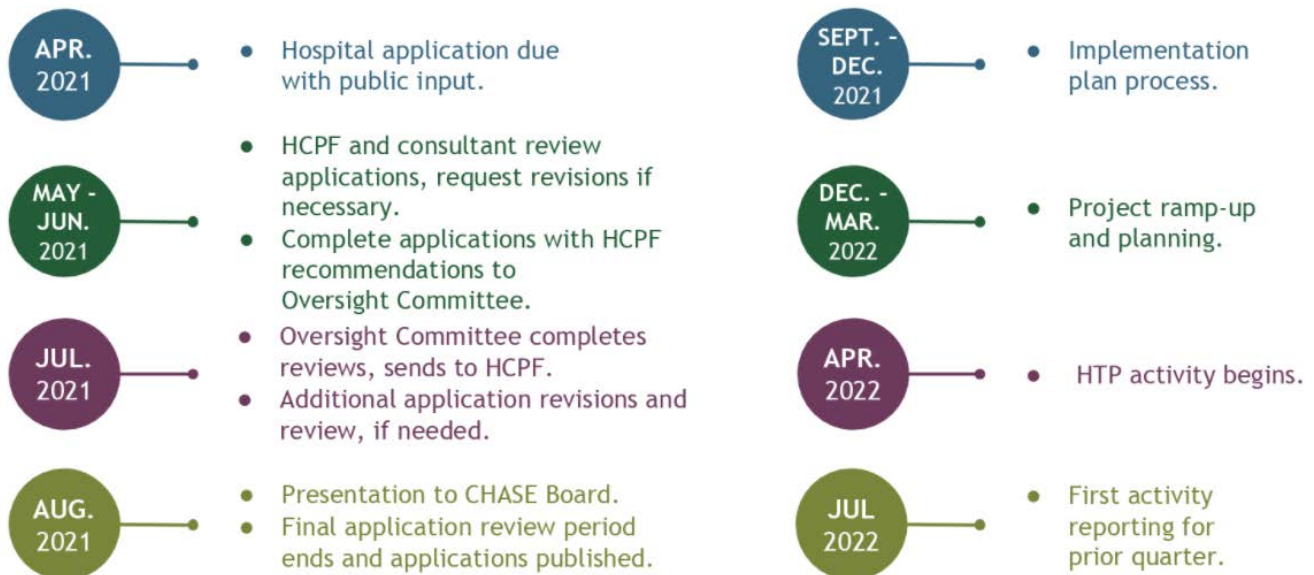 APR.
2021
● Hospital application due
with public input.
MAY -
JUN.
2021
● HCPF and consultant review
applications, request revisions if
necessary.
● Complete applications with HCPF
recommendations to
Oversight Committee.
JUL.
2021
● Oversight Committee completes
reviews, sends to HCPF.
● Additional application revisions and
review, if needed.
AUG.
2021
● Presentation to CHASE Board.
● Final application review period
ends and applications published.
SEPT. -
DEC.
2021
● Implementation
plan process.
DEC. -
MAR.
2022
● Project ramp-up
and planning.
APR.
2022
● HTP activity begins.
JUL
2022
● First activity
reporting for
prior quarter.